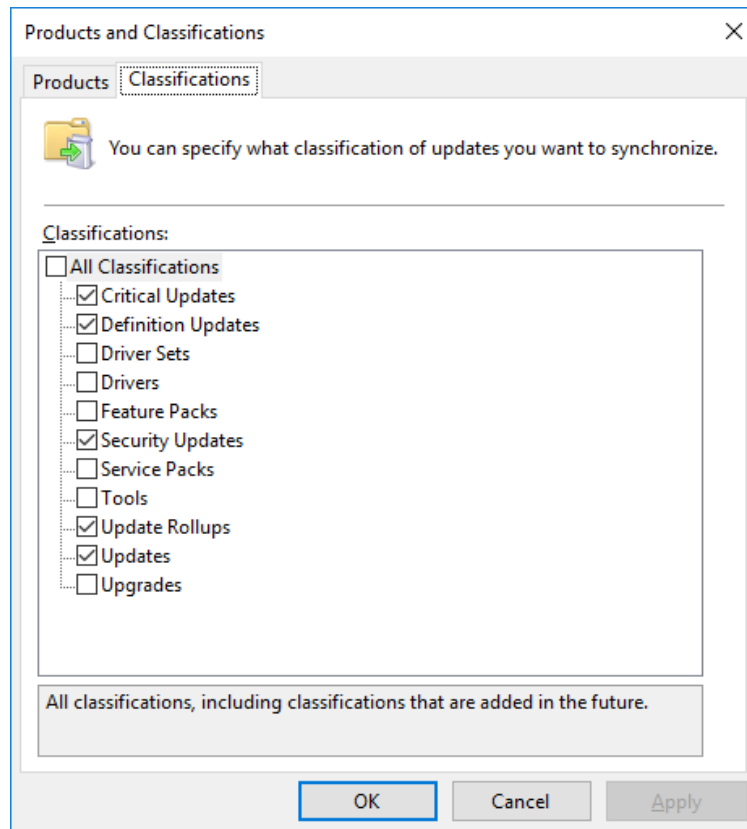 Products and Classifications
Products
Classifications
You can specify what classification of updates you want to synchronize.
Classifications:
All Classifications
Critical Updates
Definition Updates
Driver Sets
Drivers
Feature Packs
Security Updates
Service Packs
Tools
Update Rollups
Updates
Upgrades
All classifications, including classifications that are added in the future.
OK
Cancel
Apply